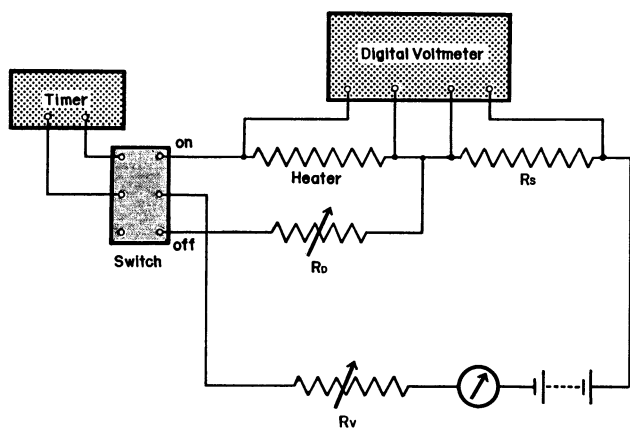 Digital Voltmeter
Timer
on
Heater
Rs
off
Switch
RD
Rv